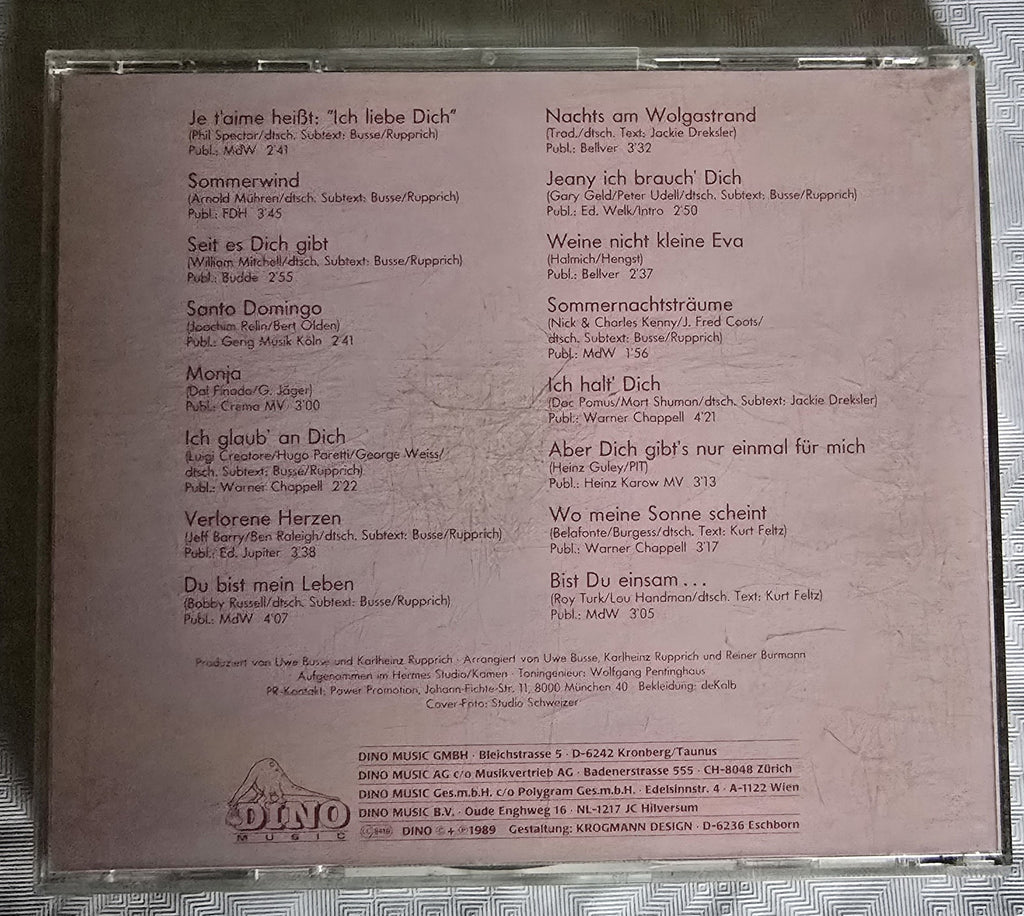 Je t'aime heißt: "Ich liebe Dich"
(Phil Spector/dtsch. Subtext: Busse/Rupprich)
Publ.: MdW 2'41
Sommerwind
(Arnold Mühren/dtsch. Subtext: Busse/Rupprich)
Publ.: FDH 3'45
Seit es Dich gibt
(William Mitchell/dtsch. Subtext: Busse/Rupprich)
Publ.: Budde 2'55
Santo Domingo
(Joachim Relin/Bert Olden)
Publ.: Gerig Musik Köln 2'41
Monja
(Dal Finado/G. Jäger)
Publ.: Crema MV 3'00
Ich glaub' an Dich
(Luigi Creatore/Hugo Paretti/George Weiss/
dtsch. Subtext: Busse/Rupprich)
Publ.: Warner Chappell 2'22
Verlorene Herzen
(Jeff Barry/Ben Raleigh/dtsch. Subtext: Busse/Rupprich)
Publ.: Ed. Jupiter 3'38
Du bist mein Leben
(Bobby Russell/dtsch. Subtext: Busse/Rupprich)
Publ.: MdW 4'07
Nachts am Wolgastrand
(Trad./dtsch. Text: Jackie Dreksler)
Publ.: Bellver 3'32
Jeany ich brauch' Dich
(Gary Geld/Peter Udell/dtsch. Subtext: Busse/Rupprich)
Publ.: Ed. Welk/Intro 2'50
Weine nicht kleine Eva
(Halmich/Hengst)
Publ.: Bellver 2'37
Sommernachtsträume
(Nick & Charles Kenny/J. Fred Coots/
dtsch. Subtext: Busse/Rupprich)
Publ.: MdW 1'56
Ich halt' Dich
(Doc Pomus/Mort Shuman/dtsch. Subtext: Jackie Dreksler)
Publ.: Warner Chappell 4'21
Aber Dich gibt's nur einmal für mich
(Heinz Guley/PIT)
Publ.: Heinz Karow MV 3'13
Wo meine Sonne scheint
(Belafonte/Burgess/dtsch. Text: Kurt Feltz)
Publ.: Warner Chappell 3'17
Bist Du einsam...
(Roy Turk/Lou Handman/dtsch. Text: Kurt Feltz)
Publ.: MdW 3'05
Produziert von Uwe Busse und Karlheinz Rupprich · Arrangiert von Uwe Busse, Karlheinz Rupprich und Reiner Burmann
Aufgenommen im Hermes Studio/Kamen · Toningenieur: Wolfgang Pentinghaus
PR-Kontakt: Power Promotion, Johann-Fichte-Str. 11, 8000 München 40 Bekleidung: deKalb
Cover-Foto: Studio Schweizer
DINO
MUSIC
DINO MUSIC GMBH · Bleichstrasse 5 · D-6242 Kronberg/Taunus
DINO MUSIC AG c/o Musikvertrieb AG · Badenerstrasse 555 · CH-8048 Zürich
DINO MUSIC Ges.m.b.H. c/o Polygram Ges.m.b.H. · Edelsinnstr. 4 · A-1122 Wien
DINO MUSIC B.V. · Oude Enghweg 16 · NL-1217 JC Hilversum
DINO © + ℗ 1989 Gestaltung: KROGMANN DESIGN · D-6236 Eschborn